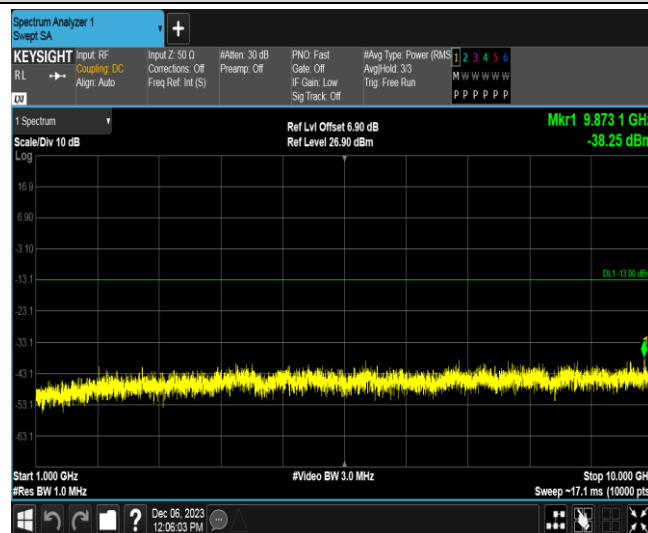 Spectrum Analyzer 1
Swept SA
KEYSIGHT
RL
Input: RF
Coupling: DC
Align: Auto
Input Z: 50 Ω
Corrections: Off
Freq Ref: Int (S)
#Atten: 30 dB
Preamp: Off
PNO: Fast
Gate: Off
IF Gain: Low
Sig Track: Off
#Avg Type: Power (RMS
Avg|Hold: 3/3
Trig: Free Run
1 2 3 4 5 6
M W W W W W
P P P P P P
LXI
1 Spectrum
Scale/Div 10 dB
Ref Lvl Offset 6.90 dB
Ref Level 26.90 dBm
Mkr1 9.873 1 GHz
-38.25 dBm
Log
16.9
6.90
-3.10
-13.1
DL1 -13.00 dBm
-23.1
-33.1
-43.1
-53.1
-63.1
Start 1.000 GHz
#Res BW 1.0 MHz
#Video BW 3.0 MHz
Stop 10.000 GH
Sweep ~17.1 ms (10000 pts
?
Dec 06, 2023
12:06:03 PM